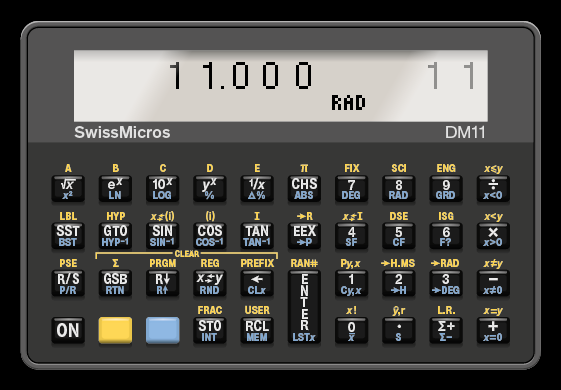 11.000 11
RAD
SwissMicros DM11
A B C D E π FIX SCI ENG x≤y
√x eˣ 10ˣ yˣ 1/x CHS 7 8 9 ÷
x² LN LOG % Δ% ABS DEG RAD GRD x<0
LBL HYP x⇄(i) (i) I →R x⇄I DSE ISG x<y
SST GTO SIN COS TAN EEX 4 5 6 ×
BST HYP⁻¹ SIN⁻¹ COS⁻¹ TAN⁻¹ →P SF CF F? x>0
CLEAR
PSE Σ PRGM REG PREFIX RAN# Py,x →H.MS →RAD x≠y
R/S GSB R↓ x⇄y ← ENTER 1 2 3 −
P/R RTN R↑ RND CLx Cy,x →H →DEG x≠0
FRAC USER x! ŷ,r L.R. x=y
ON STO RCL 0 · Σ+ +
INT MEM LSTx x̄ S Σ− x=0